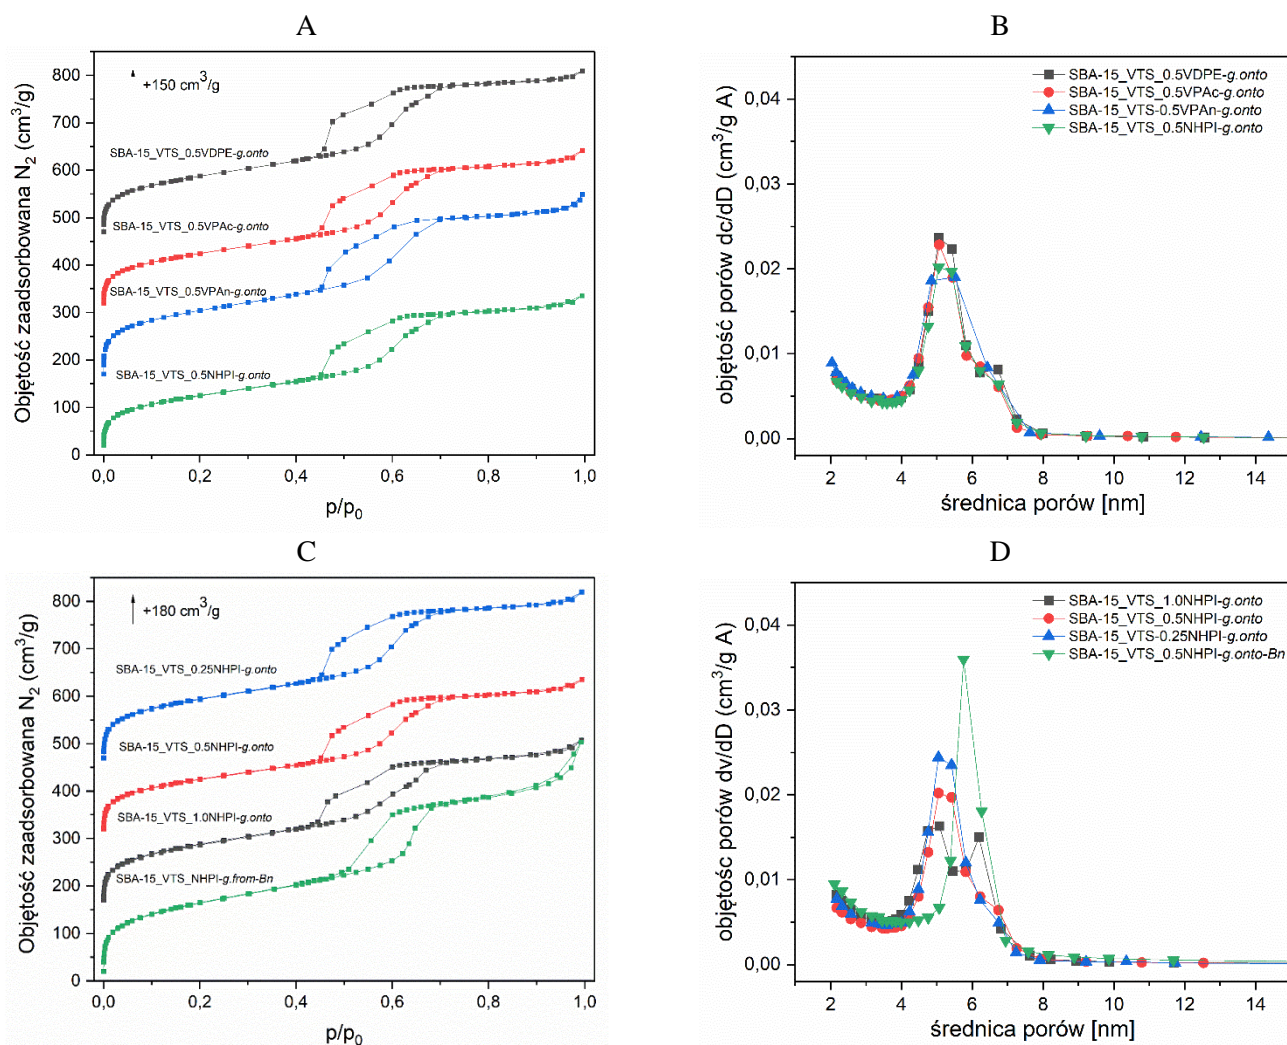 A
Objętość zaadsorbowana N2 (cm3/g)
800
700
600
500
400
300
200
100
0
+150 cm3/g
SBA-15_VTS_0.5VDPE-g.onto
SBA-15_VTS_0.5VPAc-g.onto
SBA-15_VTS_0.5VPAn-g.onto
SBA-15_VTS_0.5NHPI-g.onto
0,0 0,2 0,4 0,6 0,8 1,0
p/p0
B
objętość porów dc/dD (cm3/g A)
0,04
0,03
0,02
0,01
0,00
SBA-15_VTS_0.5VDPE-g.onto
SBA-15_VTS_0.5VPAc-g.onto
SBA-15_VTS-0.5VPAn-g.onto
SBA-15_VTS_0.5NHPI-g.onto
2 4 6 8 10 12 14
średnica porów [nm]
C
Objętość zaadsorbowana N2 (cm3/g)
800
700
600
500
400
300
200
100
0
+180 cm3/g
SBA-15_VTS_0.25NHPI-g.onto
SBA-15_VTS_0.5NHPI-g.onto
SBA-15_VTS_1.0NHPI-g.onto
SBA-15_VTS_NHPI-g.from-Bn
0,0 0,2 0,4 0,6 0,8 1,0
p/p0
D
objętość porów dv/dD (cm3/g A)
0,04
0,03
0,02
0,01
0,00
SBA-15_VTS_1.0NHPI-g.onto
SBA-15_VTS_0.5NHPI-g.onto
SBA-15_VTS-0.25NHPI-g.onto
SBA-15_VTS_0.5NHPI-g.onto-Bn
2 4 6 8 10 12 14
średnica porów [nm]